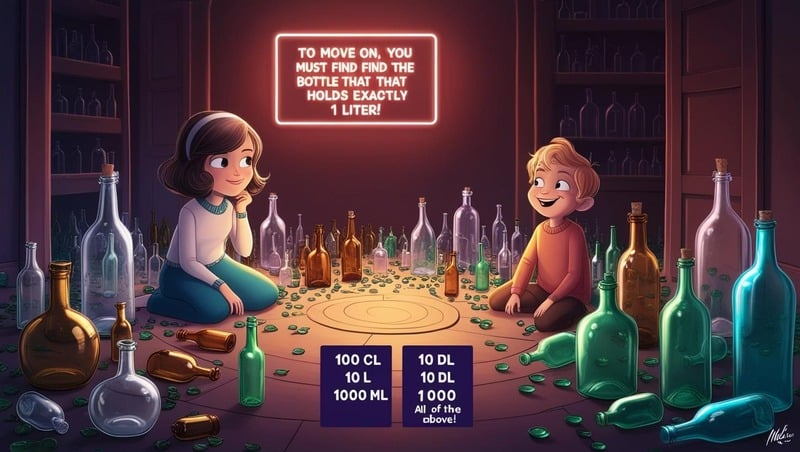 TO MOVE ON, YOU
MUST FIND FIND THE
BOTTLE THAT THAT
HOLDS EXACTLY
1 LITER!
100 CL
10 L
1000 ML
10 DL
10 DL
1000
All of the
above!